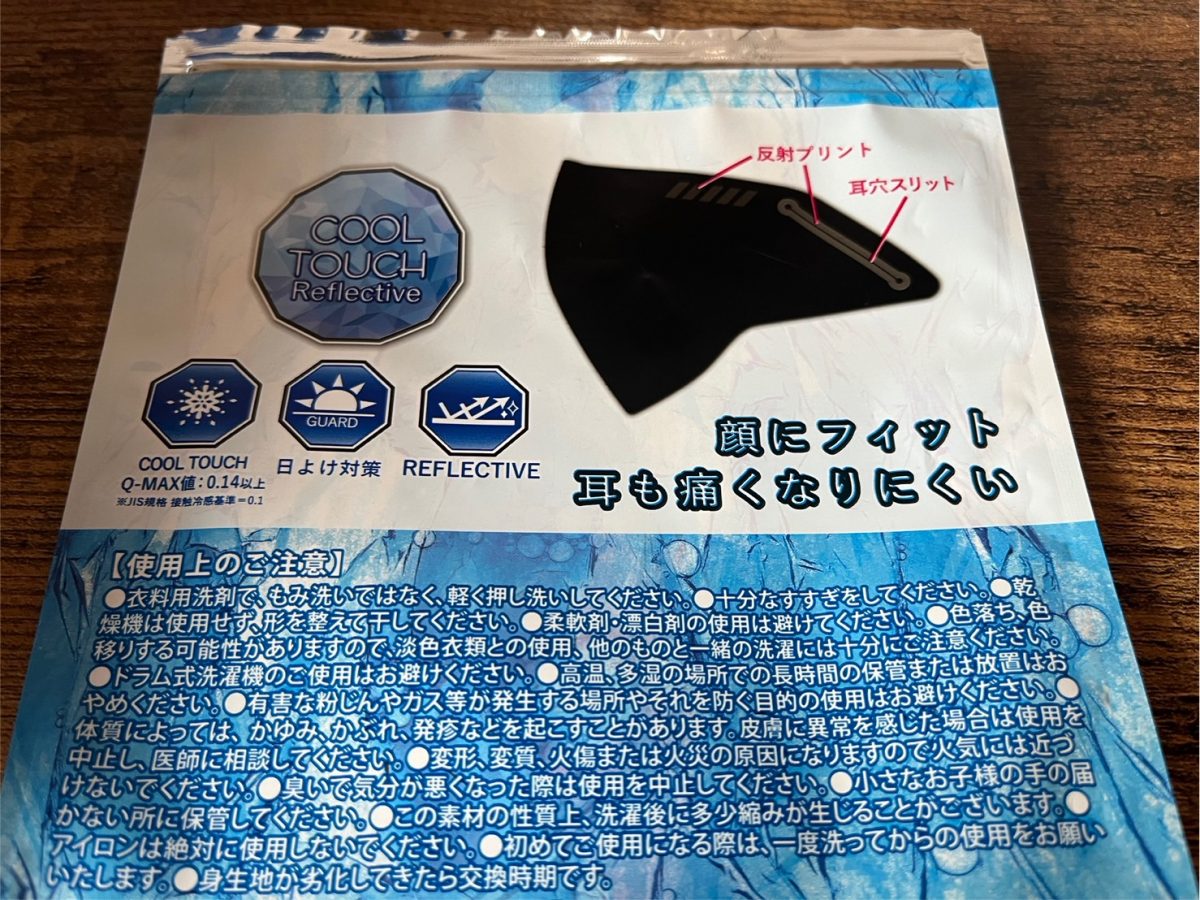 反射プリント
耳穴スリット
COOL
TOUCH
Reflective
GUARD
COOL TOUCH
Q-MAX値：0.14以上
※JIS規格 接触冷感基準＝0.1
日よけ対策
REFLECTIVE
顔にフィット
耳も痛くなりにくい
【使用上のご注意】
●衣料用洗剤で、もみ洗いではなく、軽く押し洗いしてください。●十分なすすぎをしてください。●乾
燥機は使用せず、形を整えて干してください。●柔軟剤・漂白剤の使用は避けてください。●色落ち、色
移りする可能性がありますので、淡色衣類との使用、他のものと一緒の洗濯には十分にご注意ください。
●ドラム式洗濯機のご使用はお避けください。●高温、多湿の場所での長時間の保管または放置はお
やめください。●有害な粉じんやガス等が発生する場所やそれを防ぐ目的の使用はお避けください。●
体質によっては、かゆみ、かぶれ、発疹などを起こすことがあります。皮膚に異常を感じた場合は使用を
中止し、医師に相談してください。●変形、変質、火傷または火災の原因になりますので火気には近づ
けないでください。●臭いで気分が悪くなった際は使用を中止してください。●小さなお子様の手の届
かない所に保管してください。●この素材の性質上、洗濯後に多少縮みが生じることがございます。●
アイロンは絶対に使用しないでください。●初めてご使用になる際は、一度洗ってからの使用をお願い
いたします。●身生地が劣化してきたら交換時期です。